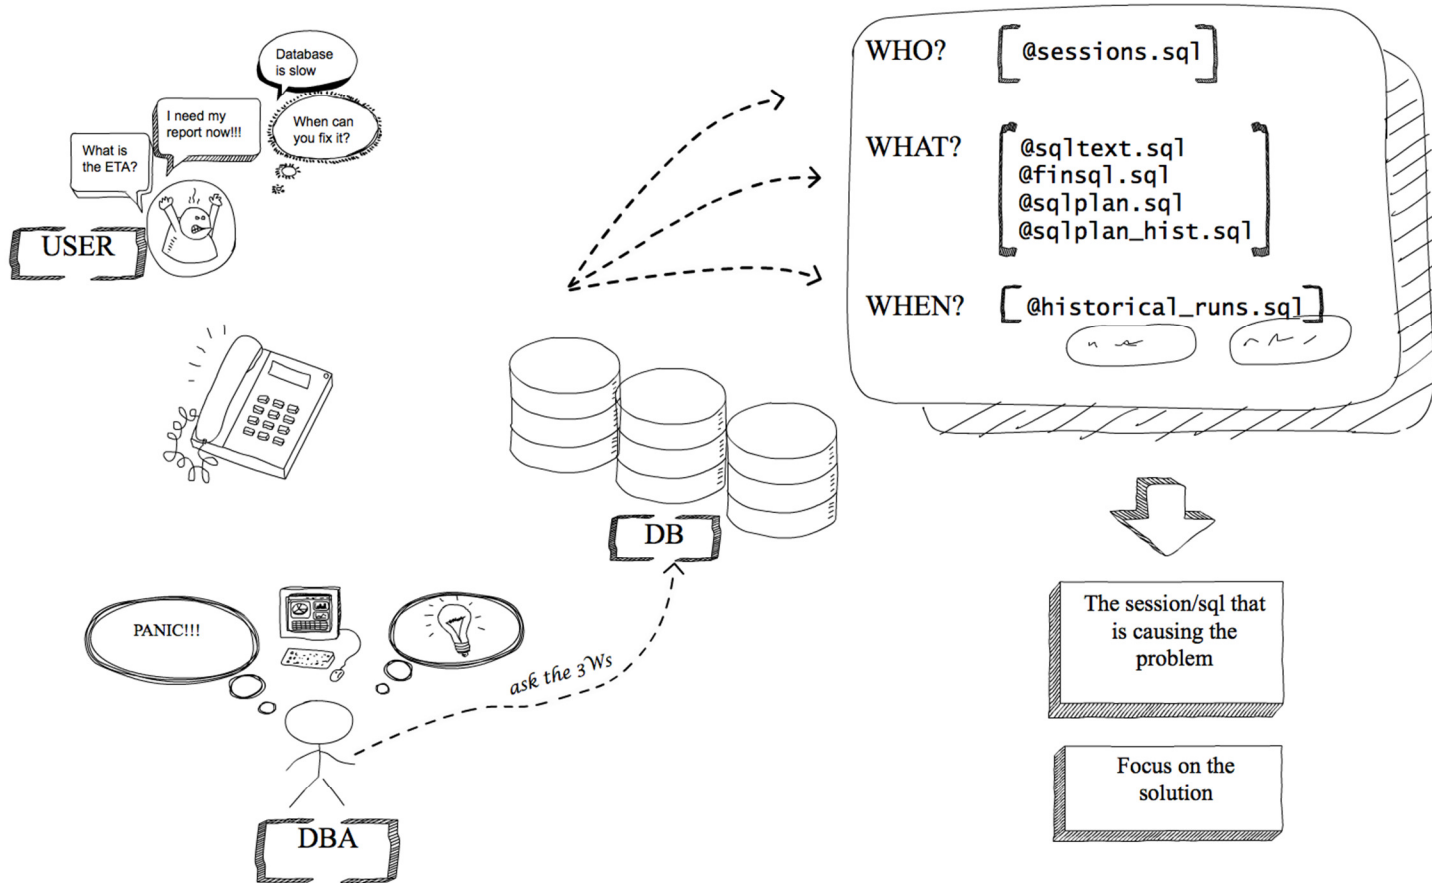 Database
is slow
I need my
report now!!!
When can
you fix it?
What is
the ETA?
USER
WHO?
@sessions.sql
WHAT?
@sqltext.sql
@finsql.sql
@sqlplan.sql
@sqlplan_hist.sql
WHEN?
@historical_runs.sql
DB
PANIC!!!
ask the 3Ws
DBA
The session/sql that
is causing the
problem
Focus on the
solution